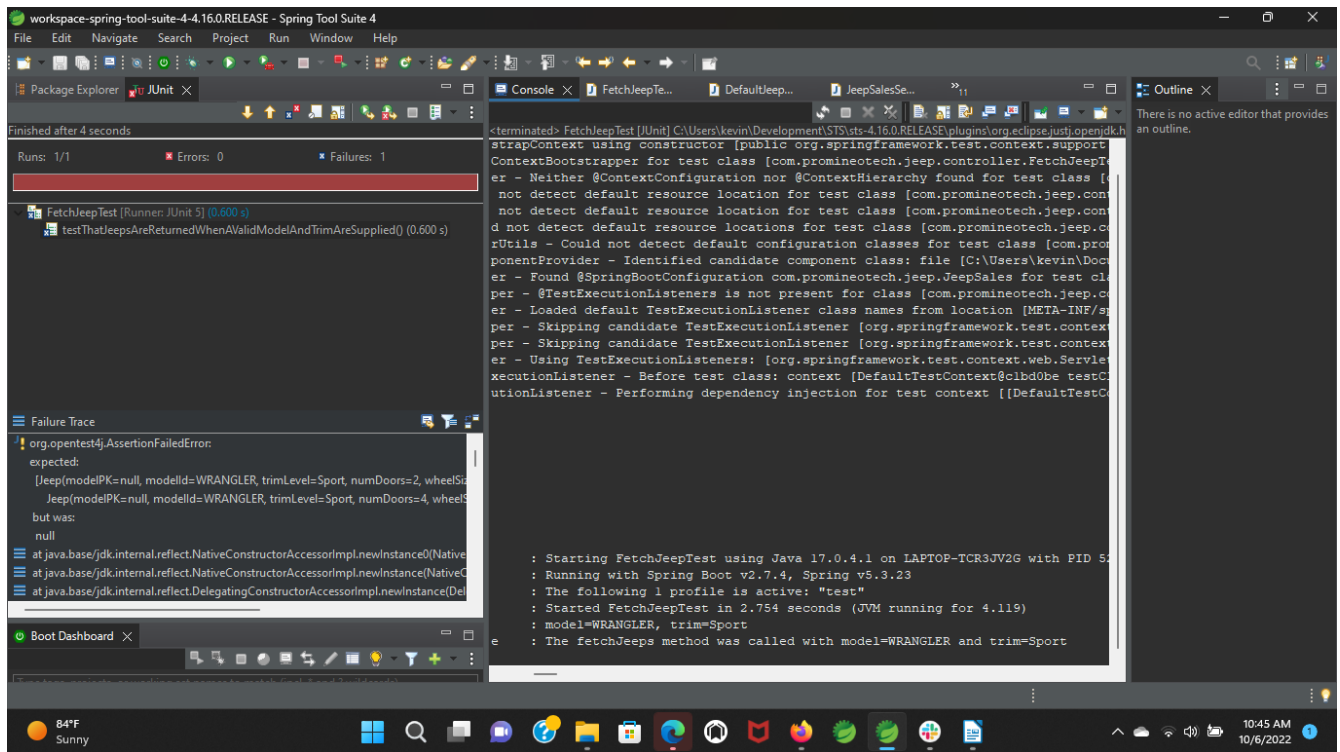 workspace-spring-tool-suite-4-4.16.0.RELEASE - Spring Tool Suite 4
File Edit Navigate Search Project Run Window Help
Package Explorer JUnit
Finished after 4 seconds
Runs: 1/1 Errors: 0 Failures: 1
FetchJeepTest [Runner: JUnit 5] (0.600 s)
testThatJeepsAreReturnedWhenAValidModelAndTrimAreSupplied() (0.600 s)
Failure Trace
org.opentest4j.AssertionFailedError:
expected:
[Jeep(modelPK=null, modelId=WRANGLER, trimLevel=Sport, numDoors=2, wheelSiz
Jeep(modelPK=null, modelId=WRANGLER, trimLevel=Sport, numDoors=4, wheelS
but was:
null
at java.base/jdk.internal.reflect.NativeConstructorAccessorImpl.newInstance0(Native
at java.base/jdk.internal.reflect.NativeConstructorAccessorImpl.newInstance(NativeC
at java.base/jdk.internal.reflect.DelegatingConstructorAccessorImpl.newInstance(Del
Boot Dashboard
Console FetchJeepTe... DefaultJeep... JeepSalesSe... »11
<terminated> FetchJeepTest [JUnit] C:\Users\kevin\Development\STS\sts-4.16.0.RELEASE\plugins\org.eclipse.justj.openjdk.h
strapContext using constructor [public org.springframework.test.context.support
ContextBootstrapper for test class [com.promineotech.jeep.controller.FetchJeepTe
er - Neither @ContextConfiguration nor @ContextHierarchy found for test class [c
not detect default resource location for test class [com.promineotech.jeep.cont
not detect default resource location for test class [com.promineotech.jeep.cont
d not detect default resource locations for test class [com.promineotech.jeep.co
rUtils - Could not detect default configuration classes for test class [com.prom
ponentProvider - Identified candidate component class: file [C:\Users\kevin\Docu
er - Found @SpringBootConfiguration com.promineotech.jeep.JeepSales for test cla
per - @TestExecutionListeners is not present for class [com.promineotech.jeep.co
er - Loaded default TestExecutionListener class names from location [META-INF/sp
per - Skipping candidate TestExecutionListener [org.springframework.test.context
per - Skipping candidate TestExecutionListener [org.springframework.test.context
er - Using TestExecutionListeners: [org.springframework.test.context.web.Servlet
xecutionListener - Before test class: context [DefaultTestContext@c1bd0be testCl
utionListener - Performing dependency injection for test context [[DefaultTestCo
: Starting FetchJeepTest using Java 17.0.4.1 on LAPTOP-TCR3JV2G with PID 52
: Running with Spring Boot v2.7.4, Spring v5.3.23
: The following 1 profile is active: "test"
: Started FetchJeepTest in 2.754 seconds (JVM running for 4.119)
: model=WRANGLER, trim=Sport
e : The fetchJeeps method was called with model=WRANGLER and trim=Sport
Outline
There is no active editor that provides
an outline.
84°F
Sunny
10:45 AM
10/6/2022
1